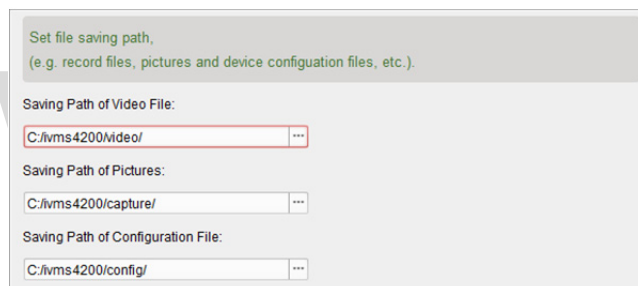 Set file saving path,
(e.g. record files, pictures and device configuation files, etc.).
Saving Path of Video File:
C:/ivms4200/video/
Saving Path of Pictures:
C:/ivms4200/capture/
Saving Path of Configuration File:
C:/ivms4200/config/